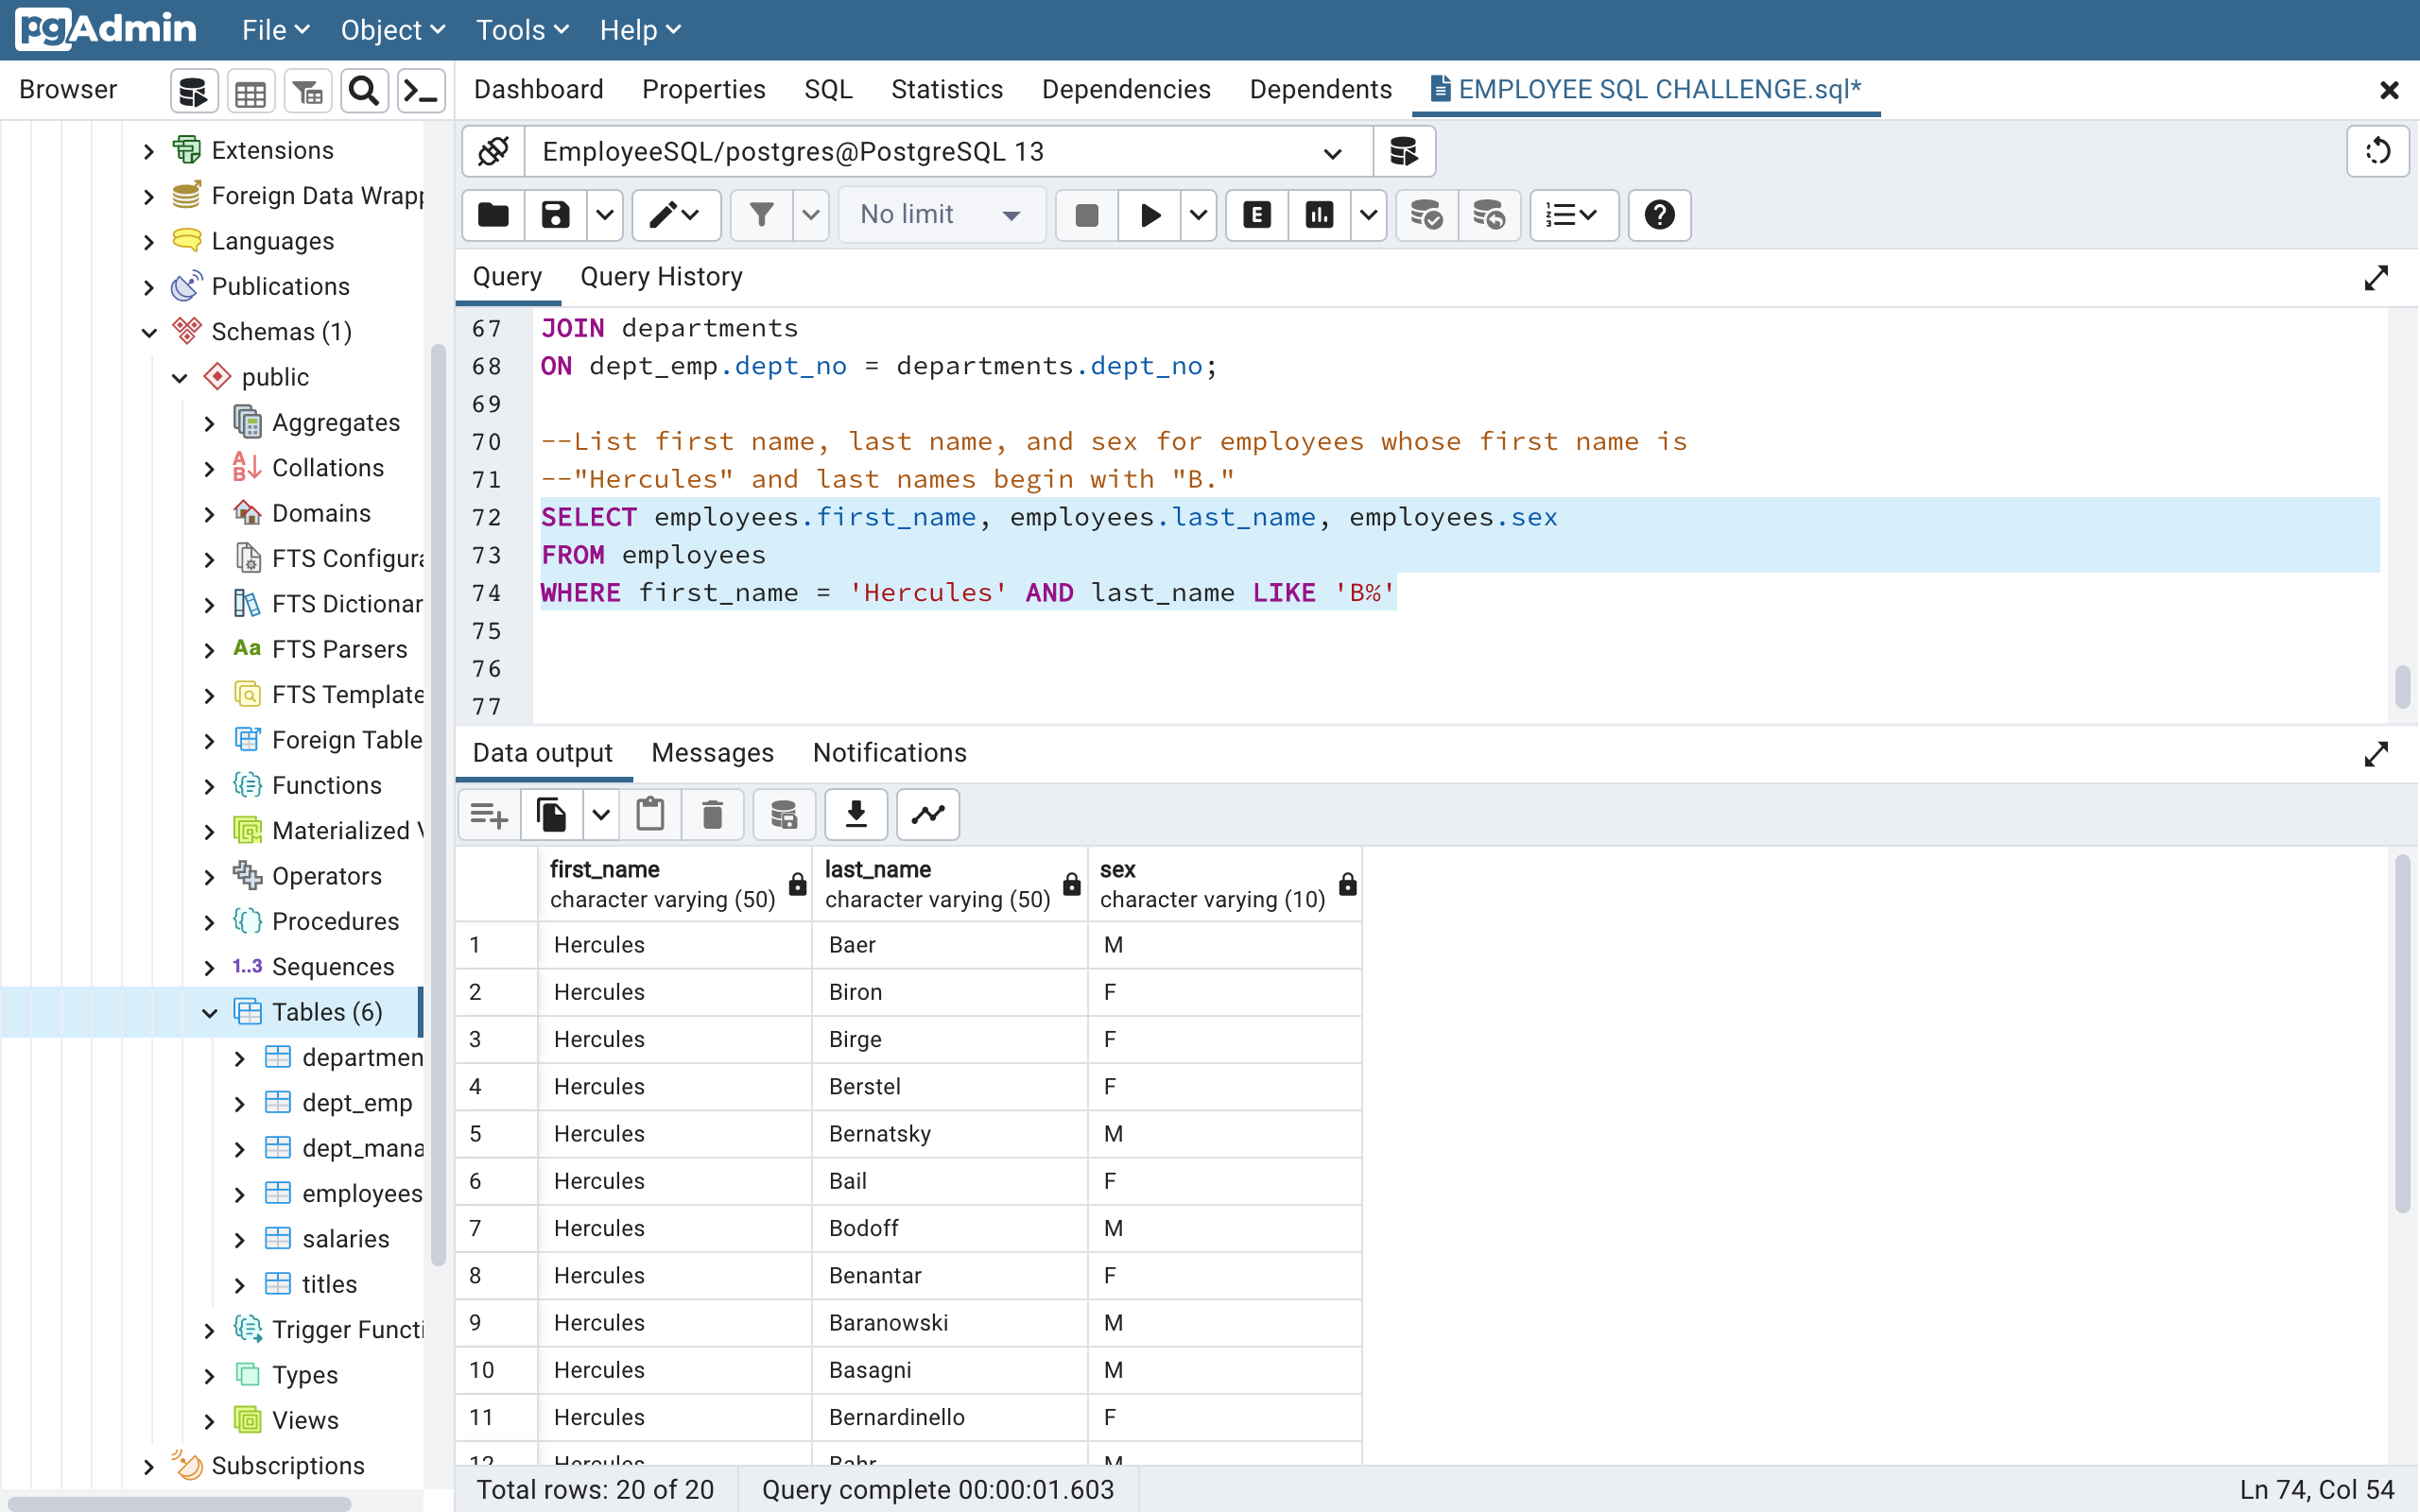 pgAdmin File Object Tools Help
Browser
Dashboard Properties SQL Statistics Dependencies Dependents EMPLOYEE SQL CHALLENGE.sql*
Extensions
Foreign Data Wrapp
Languages
Publications
Schemas (1)
public
Aggregates
Collations
Domains
FTS Configura
FTS Dictionar
Aa FTS Parsers
FTS Template
Foreign Table
Functions
Materialized V
Operators
Procedures
1..3 Sequences
Tables (6)
departmen
dept_emp
dept_mana
employees
salaries
titles
Trigger Functi
Types
Views
Subscriptions
EmployeeSQL/postgres@PostgreSQL 13
No limit
E
Query Query History
67 JOIN departments
68 ON dept_emp.dept_no = departments.dept_no;
69
70 --List first name, last name, and sex for employees whose first name is
71 --"Hercules" and last names begin with "B."
72 SELECT employees.first_name, employees.last_name, employees.sex
73 FROM employees
74 WHERE first_name = 'Hercules' AND last_name LIKE 'B%'
75
76
77
Data output Messages Notifications
first_name last_name sex
character varying (50) character varying (50) character varying (10)
1 Hercules Baer M
2 Hercules Biron F
3 Hercules Birge F
4 Hercules Berstel F
5 Hercules Bernatsky M
6 Hercules Bail F
7 Hercules Bodoff M
8 Hercules Benantar F
9 Hercules Baranowski M
10 Hercules Basagni M
11 Hercules Bernardinello F
12 Hercules Bahr M
Total rows: 20 of 20 Query complete 00:00:01.603 Ln 74, Col 54